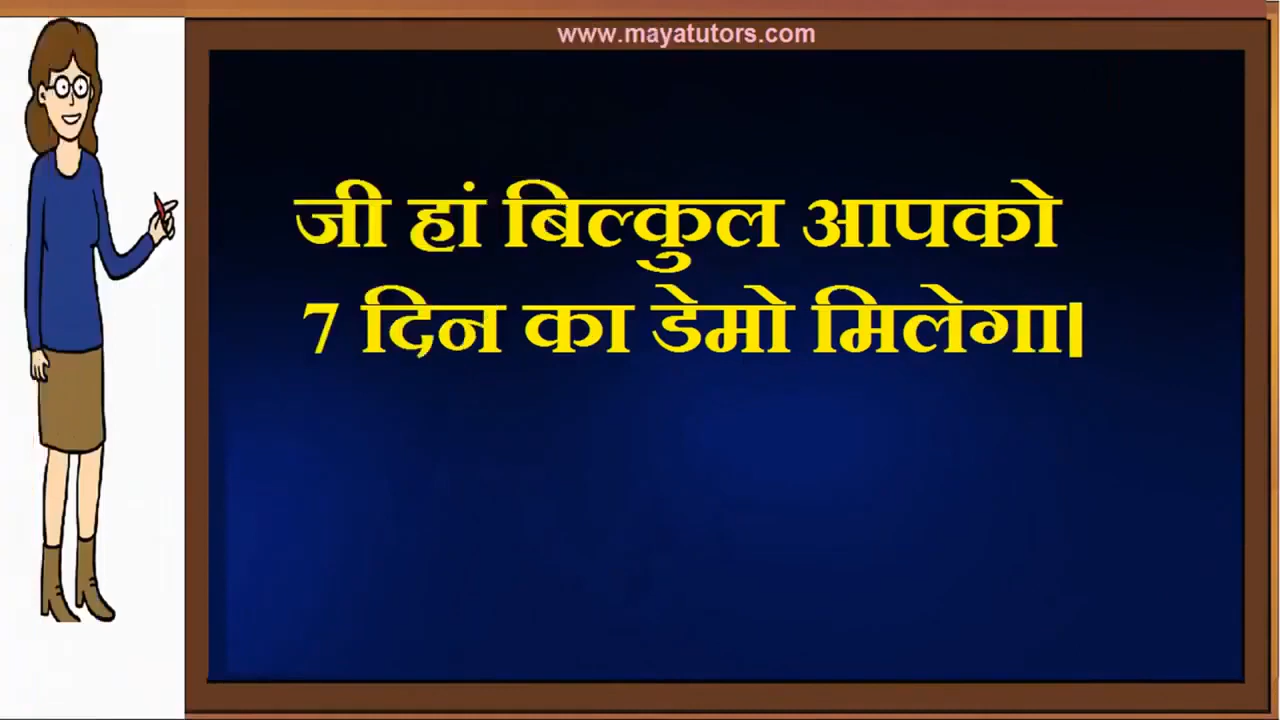 www.mayatutors.com
जी हां बिल्कुल आपको
7 दिन का डेमो मिलेगा।